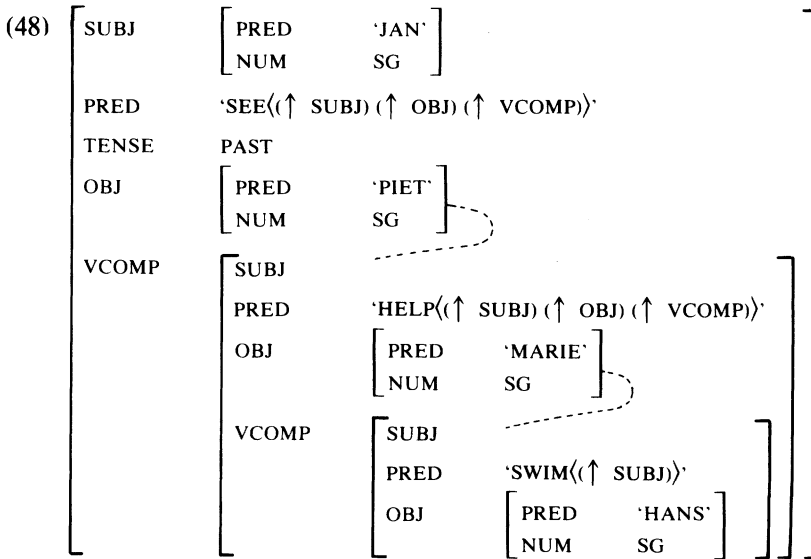 (48) SUBJ PRED ‘JAN’
NUM SG
PRED ‘SEE⟨(↑ SUBJ) (↑ OBJ) (↑ VCOMP)⟩’
TENSE PAST
OBJ PRED ‘PIET’
NUM SG
VCOMP SUBJ
PRED ‘HELP⟨(↑ SUBJ) (↑ OBJ) (↑ VCOMP)⟩’
OBJ PRED ‘MARIE’
NUM SG
VCOMP SUBJ
PRED ‘SWIM⟨(↑ SUBJ)⟩’
OBJ PRED ‘HANS’
NUM SG